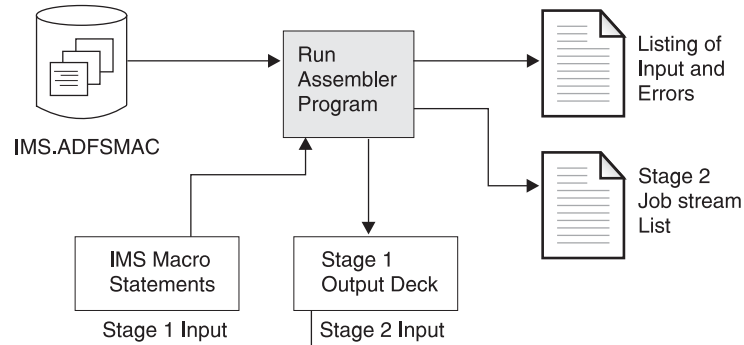 Run
Assembler
Program
Listing of
Input and
Errors
IMS.ADFSMAC
Stage 2
Job stream
List
IMS Macro
Statements
Stage 1
Output Deck
Stage 1 Input
Stage 2 Input